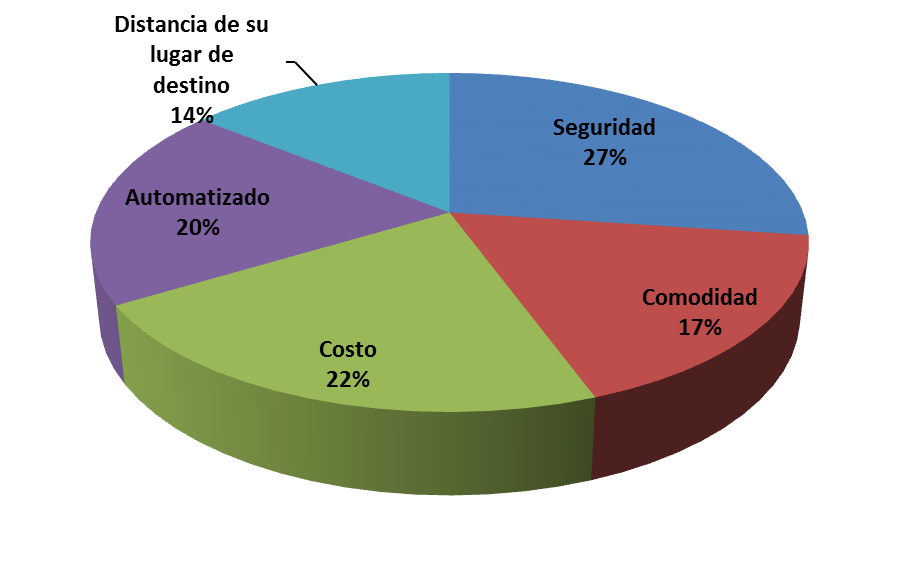 Distancia de su
lugar de
destino
14%
Seguridad
27%
Automatizado
20%
Comodidad
17%
Costo
22%